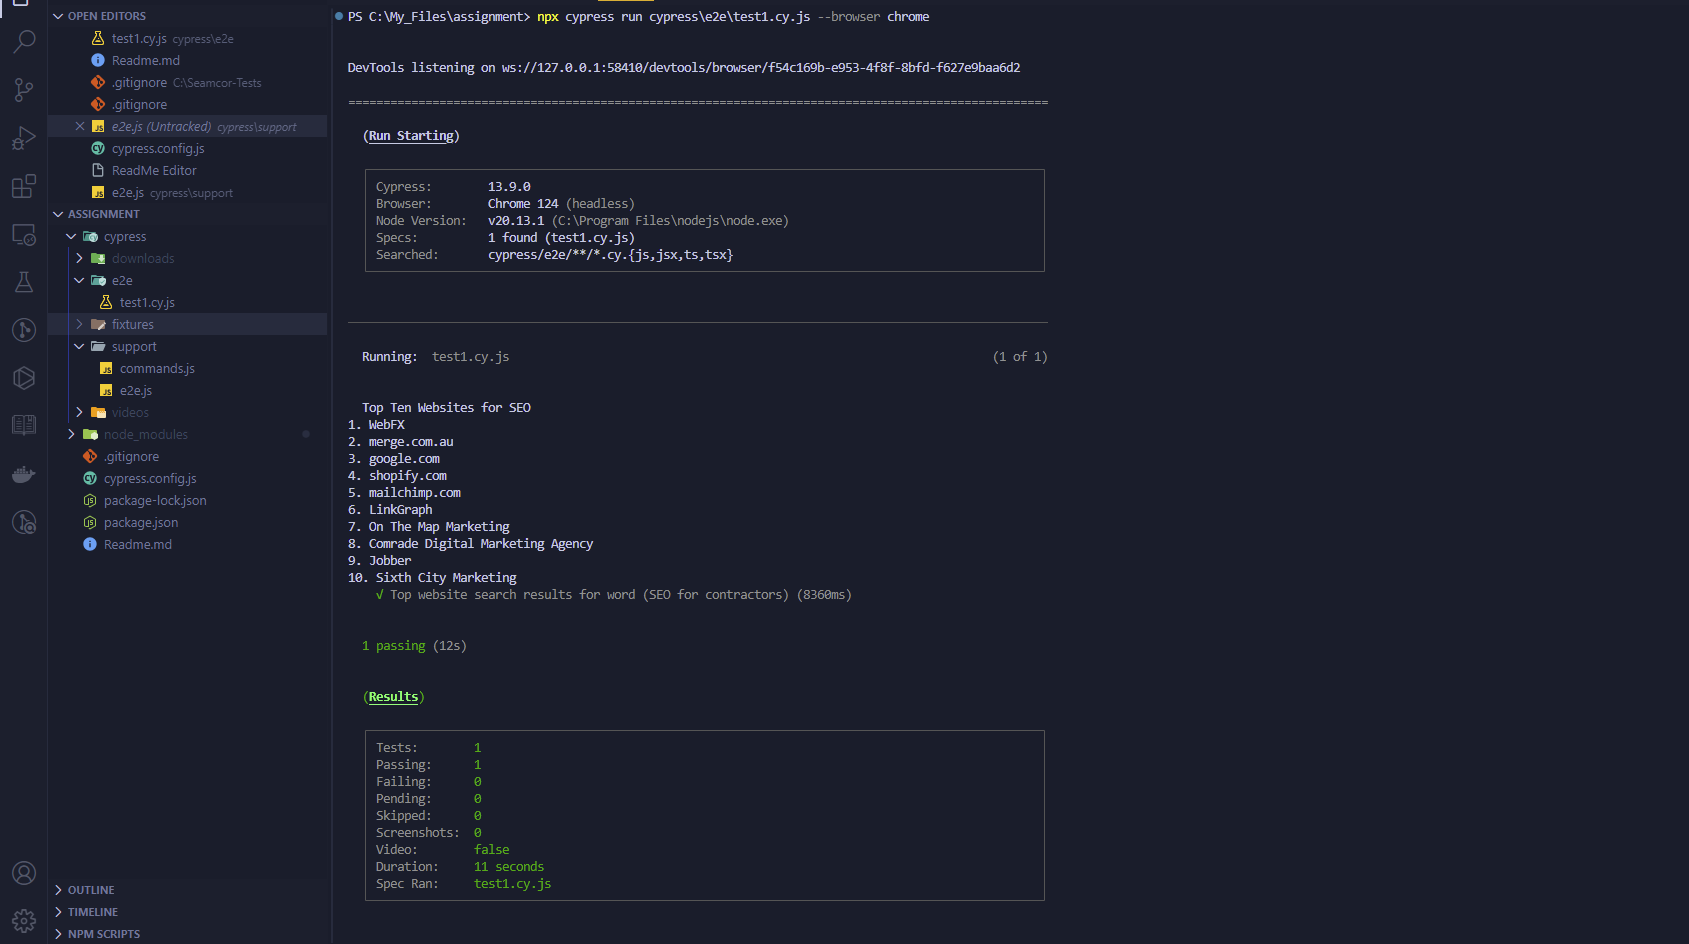 OPEN EDITORS
test1.cy.js cypress\e2e
Readme.md
.gitignore C:\Seamcor-Tests
.gitignore
e2e.js (Untracked) cypress\support
cypress.config.js
ReadMe Editor
e2e.js cypress\support
ASSIGNMENT
cypress
downloads
e2e
test1.cy.js
fixtures
support
commands.js
e2e.js
videos
node_modules
.gitignore
cypress.config.js
package-lock.json
package.json
Readme.md
OUTLINE
TIMELINE
NPM SCRIPTS
PS C:\My_Files\assignment> npx cypress run cypress\e2e\test1.cy.js --browser chrome
DevTools listening on ws://127.0.0.1:58410/devtools/browser/f54c169b-e953-4f8f-8bfd-f627e9baa6d2
====================================================================================================
(Run Starting)
Cypress: 13.9.0
Browser: Chrome 124 (headless)
Node Version: v20.13.1 (C:\Program Files\nodejs\node.exe)
Specs: 1 found (test1.cy.js)
Searched: cypress/e2e/**/*.cy.{js,jsx,ts,tsx}
Running: test1.cy.js (1 of 1)
Top Ten Websites for SEO
1. WebFX
2. merge.com.au
3. google.com
4. shopify.com
5. mailchimp.com
6. LinkGraph
7. On The Map Marketing
8. Comrade Digital Marketing Agency
9. Jobber
10. Sixth City Marketing
√ Top website search results for word (SEO for contractors) (8360ms)
1 passing (12s)
(Results)
Tests: 1
Passing: 1
Failing: 0
Pending: 0
Skipped: 0
Screenshots: 0
Video: false
Duration: 11 seconds
Spec Ran: test1.cy.js